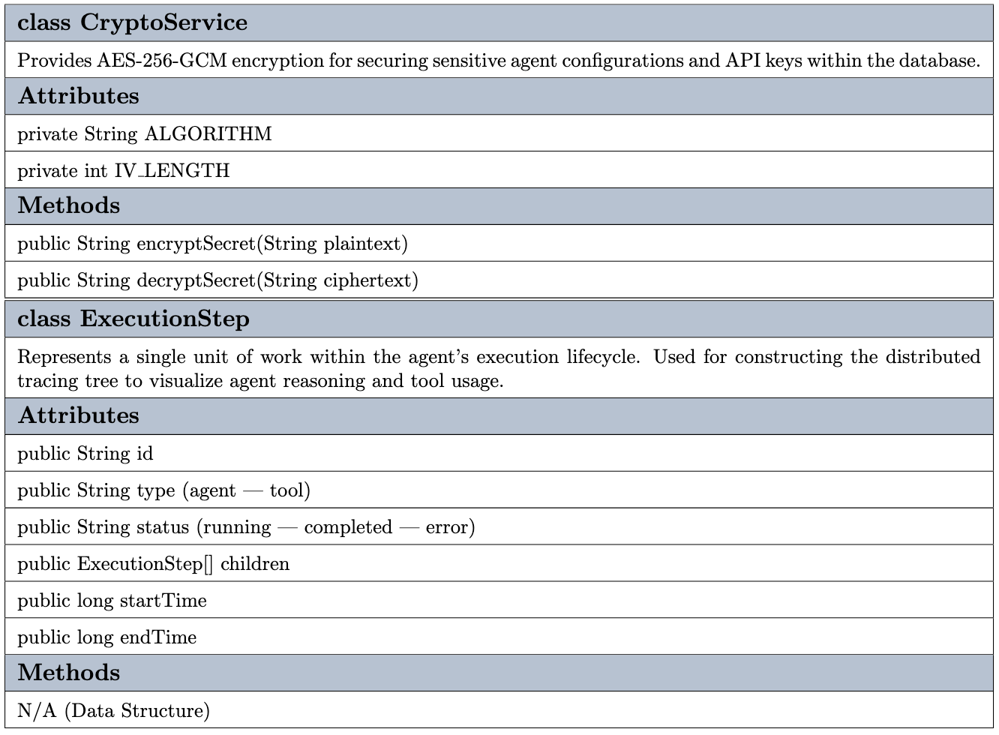 class CryptoService
Provides AES-256-GCM encryption for securing sensitive agent configurations and API keys within the database.
Attributes
private String ALGORITHM
private int IV_LENGTH
Methods
public String encryptSecret(String plaintext)
public String decryptSecret(String ciphertext)
class ExecutionStep
Represents a single unit of work within the agent’s execution lifecycle. Used for constructing the distributed
tracing tree to visualize agent reasoning and tool usage.
Attributes
public String id
public String type (agent — tool)
public String status (running — completed — error)
public ExecutionStep[] children
public long startTime
public long endTime
Methods
N/A (Data Structure)